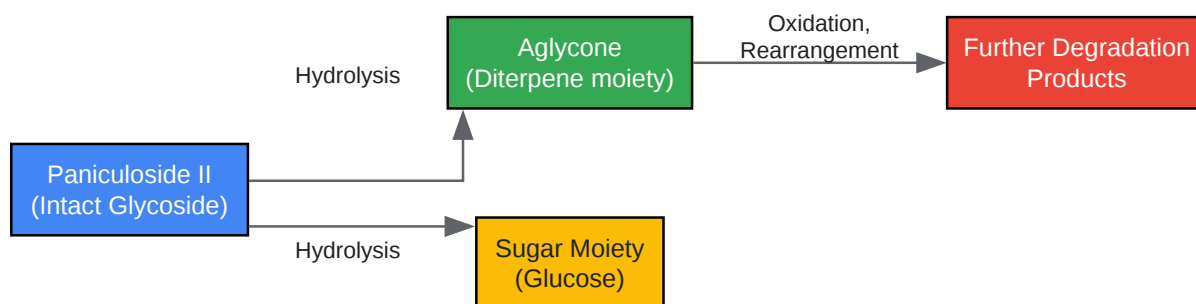 Paniculoside II
(Intact Glycoside)
Hydrolysis
Aglycone
(Diterpene moiety)
Oxidation,
Rearrangement
Further Degradation
Products
Hydrolysis
Sugar Moiety
(Glucose)